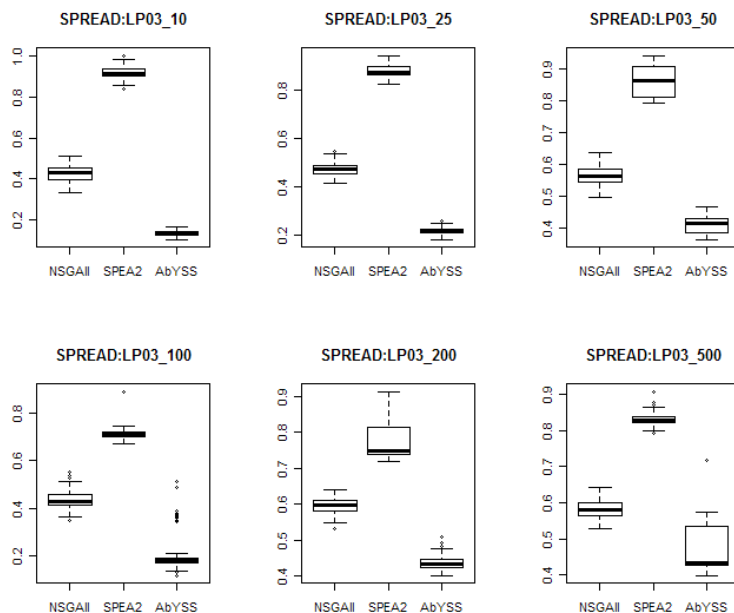 SPREAD:LP03_10
1.0
0.8
0.6
0.4
0.2
NSGAII SPEA2 AbYSS
SPREAD:LP03_25
0.8
0.6
0.4
0.2
NSGAII SPEA2 AbYSS
SPREAD:LP03_50
0.9
0.8
0.7
0.6
0.5
0.4
NSGAII SPEA2 AbYSS
SPREAD:LP03_100
0.8
0.6
0.4
0.2
NSGAII SPEA2 AbYSS
SPREAD:LP03_200
0.9
0.8
0.7
0.6
0.5
0.4
NSGAII SPEA2 AbYSS
SPREAD:LP03_500
0.9
0.8
0.7
0.6
0.5
0.4
NSGAII SPEA2 AbYSS